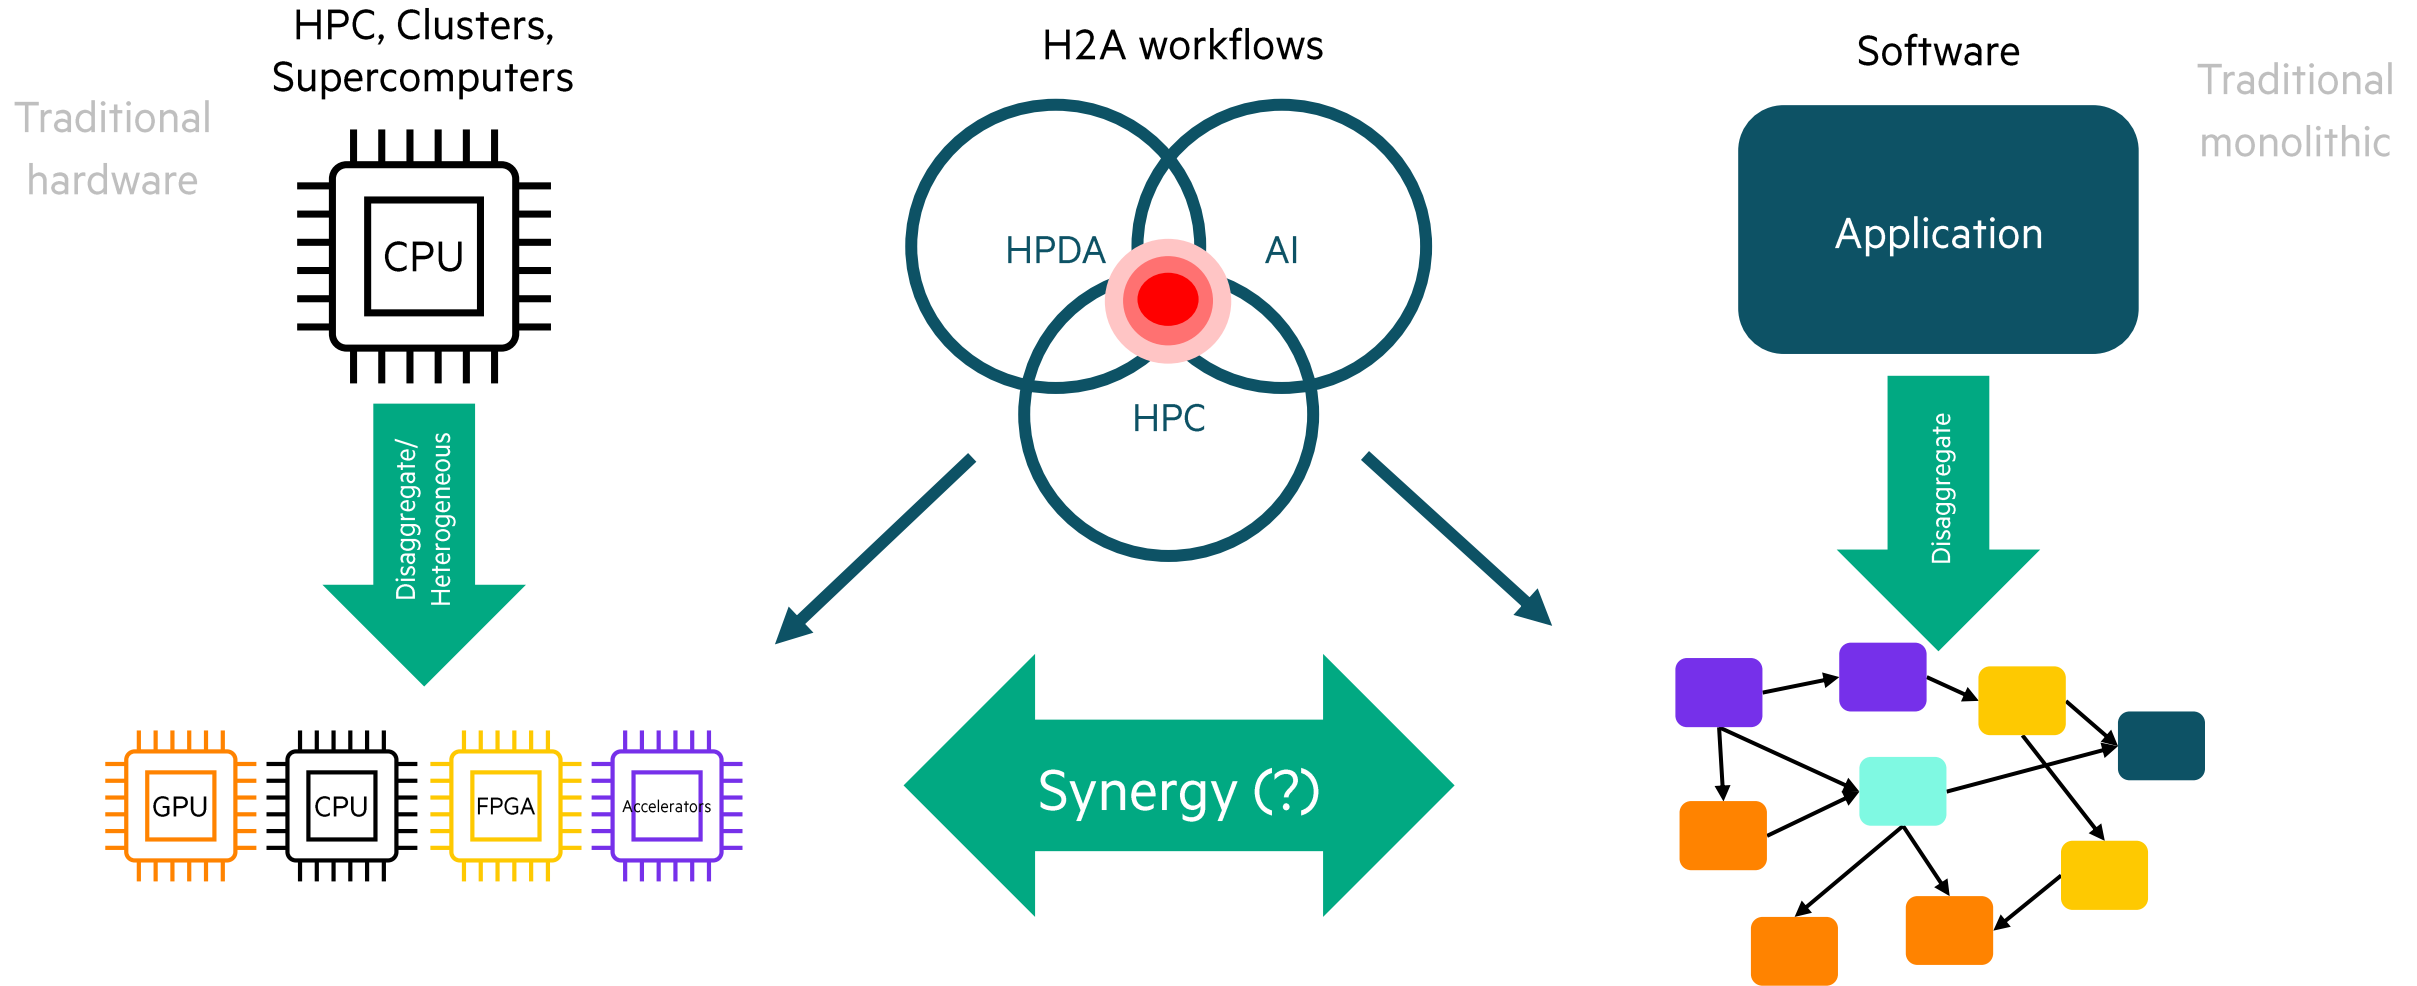 HPC, Clusters,
Supercomputers
Traditional
hardware
CPU
Disaggregate/
Heterogeneous
GPU
CPU
FPGA
Accelerators
H2A workflows
HPDA
AI
HPC
Synergy (?)
Software
Traditional
monolithic
Application
Disaggregate